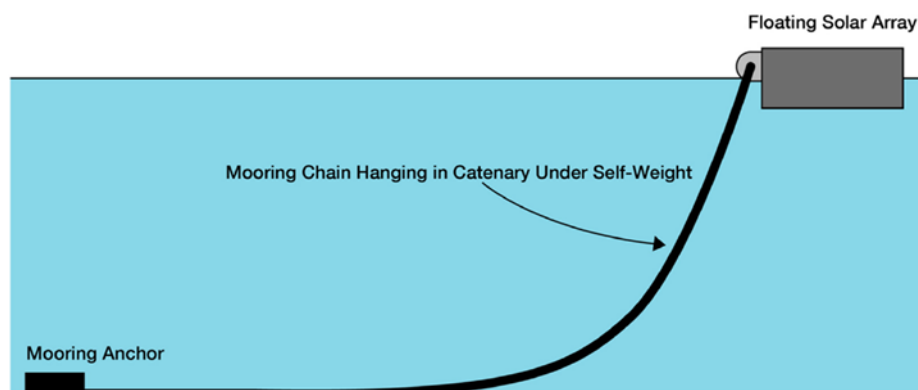 Floating Solar Array
Mooring Chain Hanging in Catenary Under Self-Weight
Mooring Anchor